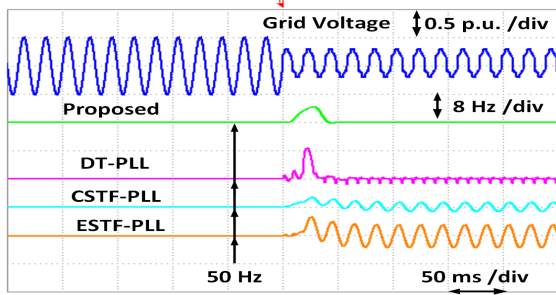 Grid Voltage
0.5 p.u. /div
Proposed
8 Hz /div
DT-PLL
CSTF-PLL
ESTF-PLL
50 Hz
50 ms /div